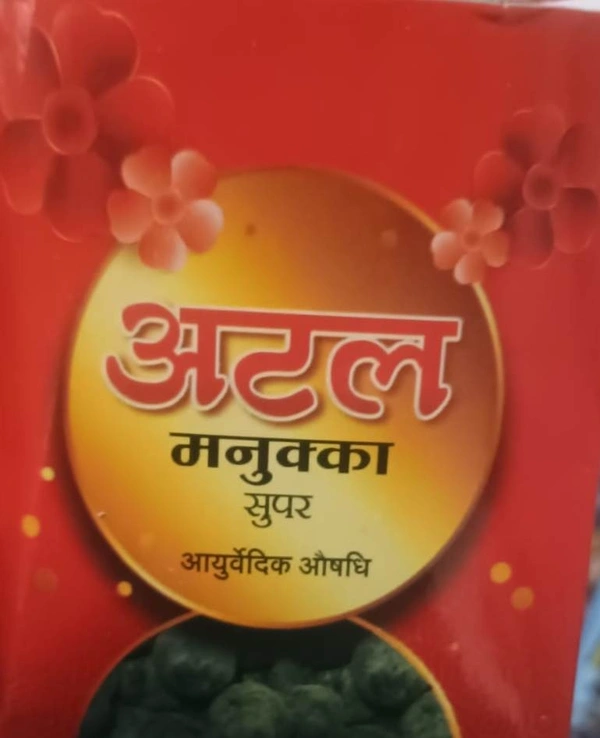 अटल
मनुक्का
सुपर
आयुर्वेदिक औषधि